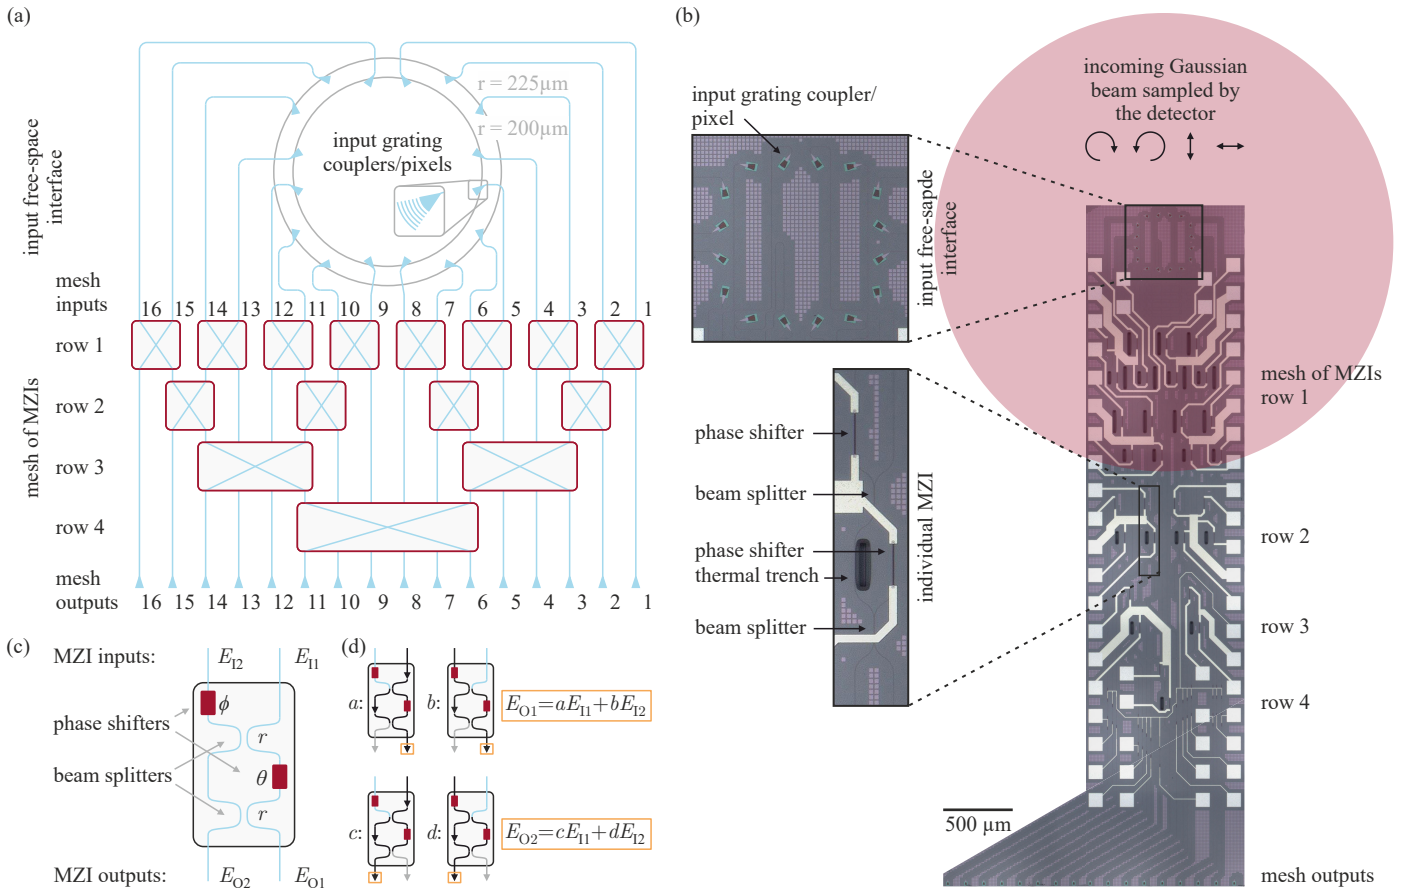 (a)
r = 225µm
r = 200µm
input grating
couplers/pixels
input free-space
interface
mesh
inputs
16 15 14 13 12 11 10 9 8 7 6 5 4 3 2 1
row 1
row 2
row 3
row 4
mesh of MZIs
mesh
outputs
16 15 14 13 12 11 10 9 8 7 6 5 4 3 2 1
(b)
input grating coupler/
pixel
incoming Gaussian
beam sampled by
the detector
input free-sapde
interface
mesh of MZIs
row 1
phase shifter
beam splitter
phase shifter
thermal trench
beam splitter
individual MZI
row 2
row 3
row 4
500 µm
mesh outputs
(c)
MZI inputs: E_I2 E_I1
ϕ
phase shifters
r
beam splitters
θ
r
MZI outputs: E_O2 E_O1
(d)
a: b: E_O1=aE_I1+bE_I2
c: d: E_O2=cE_I1+dE_I2